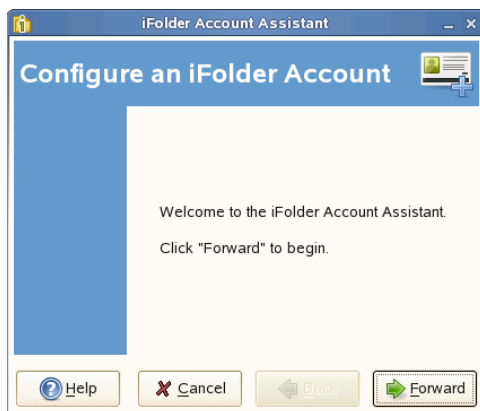 iFolder Account Assistant
Configure an iFolder Account
Welcome to the iFolder Account Assistant.
Click "Forward" to begin.
Help Cancel Back Forward